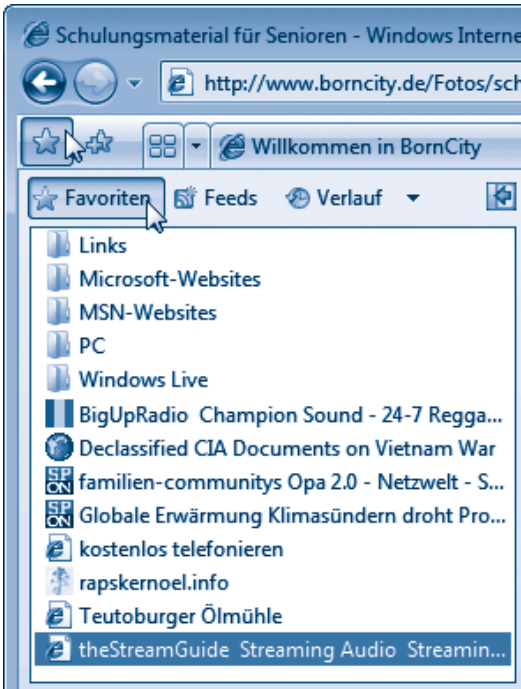 Schulungsmaterial für Senioren - Windows Interne
http://www.borncity.de/Fotos/sch
Willkommen in BornCity
Favoriten Feeds Verlauf
Links
Microsoft-Websites
MSN-Websites
PC
Windows Live
BigUpRadio Champion Sound - 24-7 Regga...
Declassified CIA Documents on Vietnam War
SPON familien-communitys Opa 2.0 - Netzwelt - S...
SPON Globale Erwärmung Klimasündern droht Pro...
kostenlos telefonieren
rapskernoel.info
Teutoburger Ölmühle
theStreamGuide Streaming Audio Streamin...